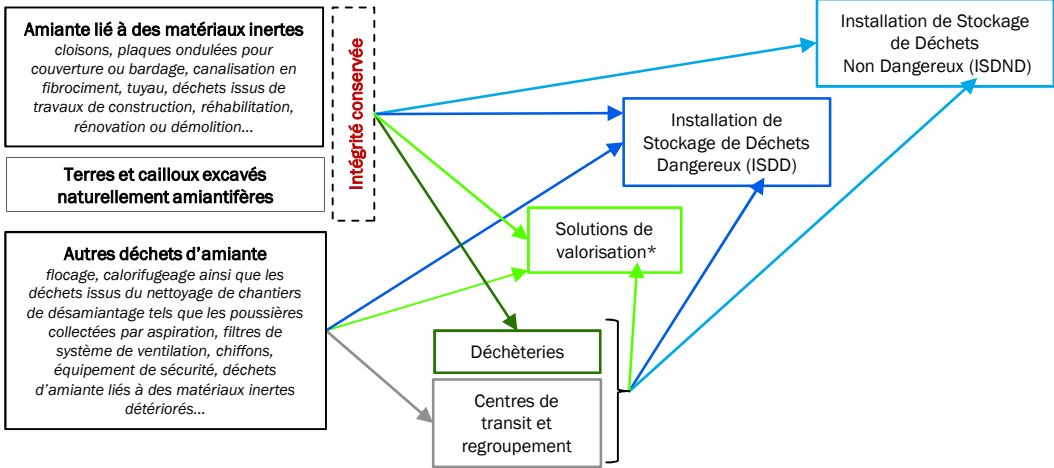 Amiante lié à des matériaux inertes
cloisons, plaques ondulées pour
couverture ou bardage, canalisation en
fibrociment, tuyau, déchets issus de
travaux de construction, réhabilitation,
rénovation ou démolition...
Terres et cailloux excavés
naturellement amiantifères
Autres déchets d'amiante
flocage, calorifugeage ainsi que les
déchets issus du nettoyage de chantiers
de désamiantage tels que les poussières
collectées par aspiration, filtres de
système de ventilation, chiffons,
équipement de sécurité, déchets
d'amiante liés à des matériaux inertes
détériorés...
Intégrité conservée
Installation de Stockage
de Déchets
Non Dangereux (ISDND)
Installation de
Stockage de Déchets
Dangereux (ISDD)
Solutions de
valorisation*
Déchèteries
Centres de
transit et
regroupement